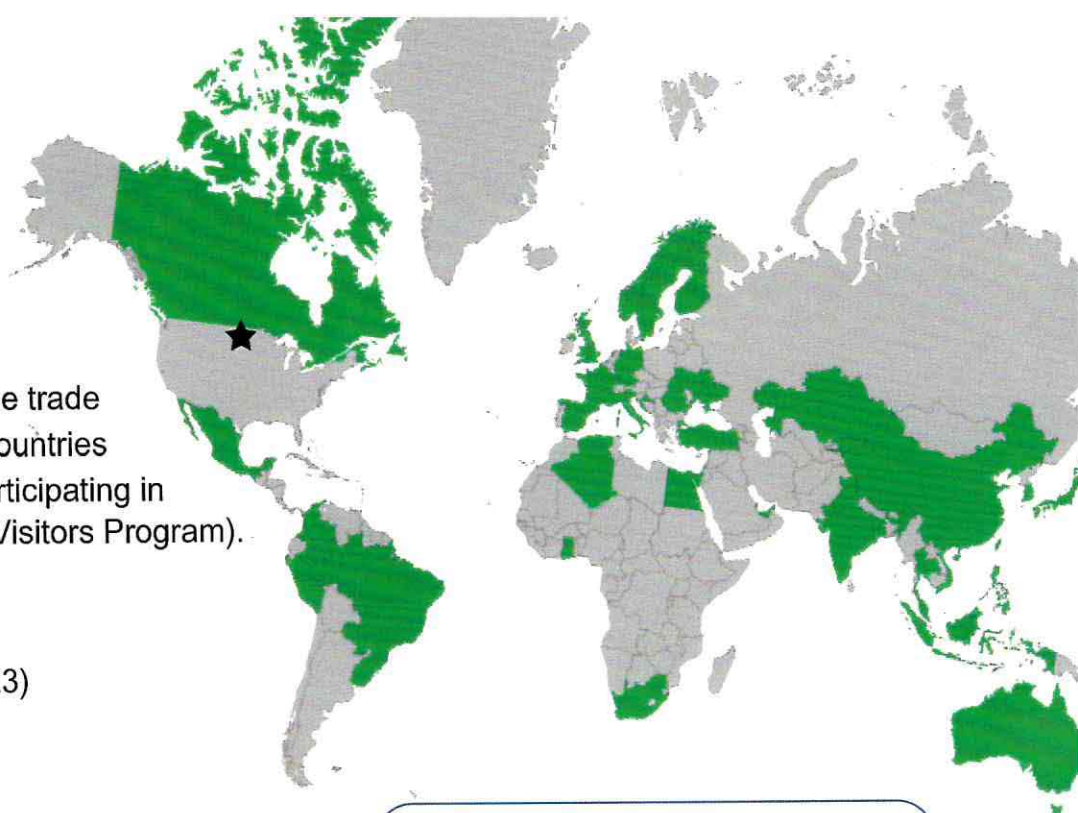 e trade
ountries
rticipating in
Visitors Program).
3)